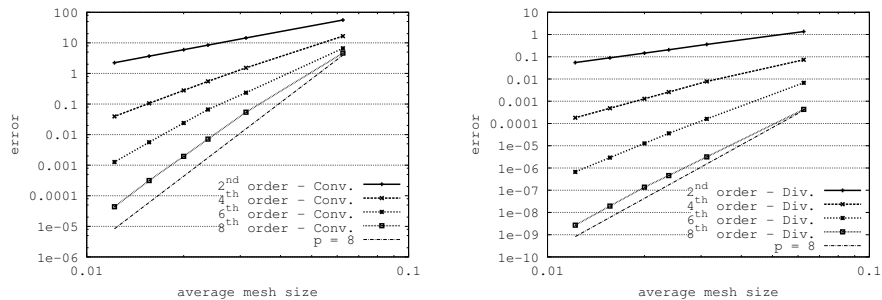 100
10
1
0.1
0.01
0.001
0.0001
1e-05
1e-06
error
2nd order - Conv.
4th order - Conv.
6th order - Conv.
8th order - Conv.
p = 8
0.01
0.1
average mesh size
10
1
0.1
0.01
0.001
0.0001
1e-05
1e-06
1e-07
1e-08
1e-09
1e-10
error
2nd order - Div.
4th order - Div.
6th order - Div.
8th order - Div.
p = 8
0.01
0.1
average mesh size